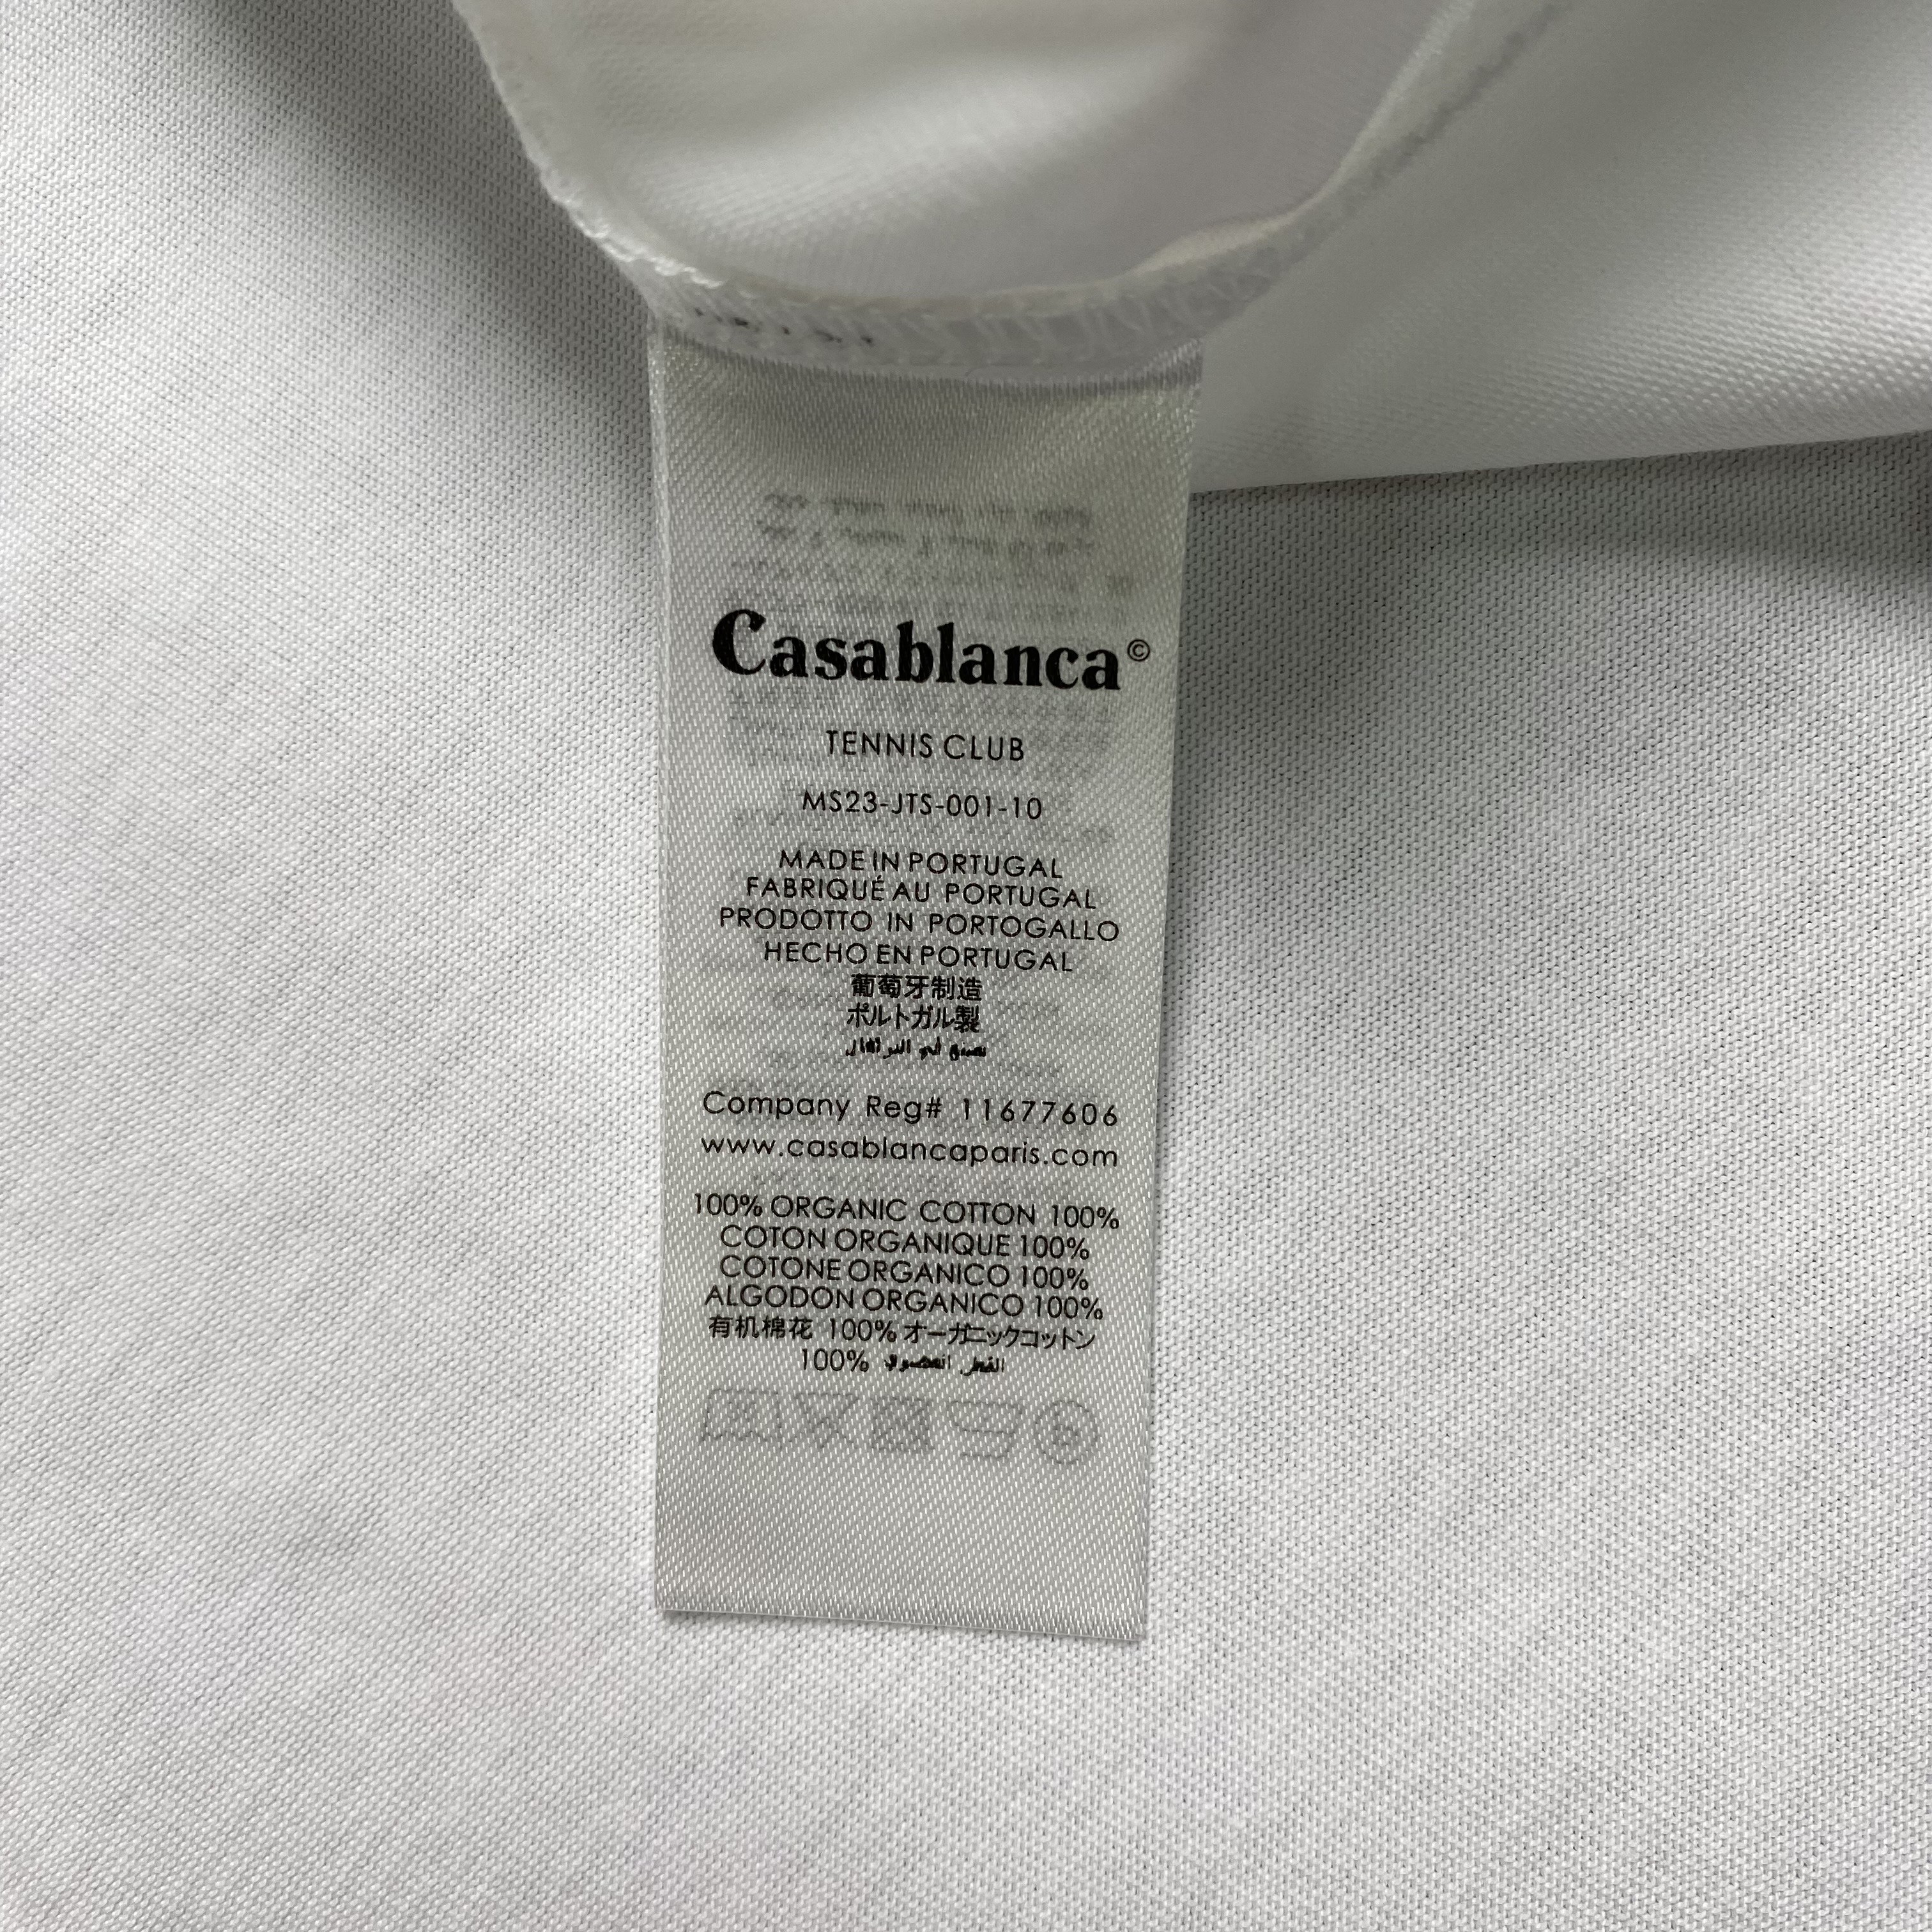 Casablanca©
TENNIS CLUB
MS23-JTS-001-10
MADE IN PORTUGAL
FABRIQUÉ AU PORTUGAL
PRODOTTO IN PORTOGALLO
HECHO EN PORTUGAL
葡萄牙制造
ポルトガル製
Company Reg# 11677606
www.casablancaparis.com
100% ORGANIC COTTON 100%
COTON ORGANIQUE 100%
COTONE ORGANICO 100%
ALGODON ORGANICO 100%
有机棉花 100% オーガニックコットン
100%